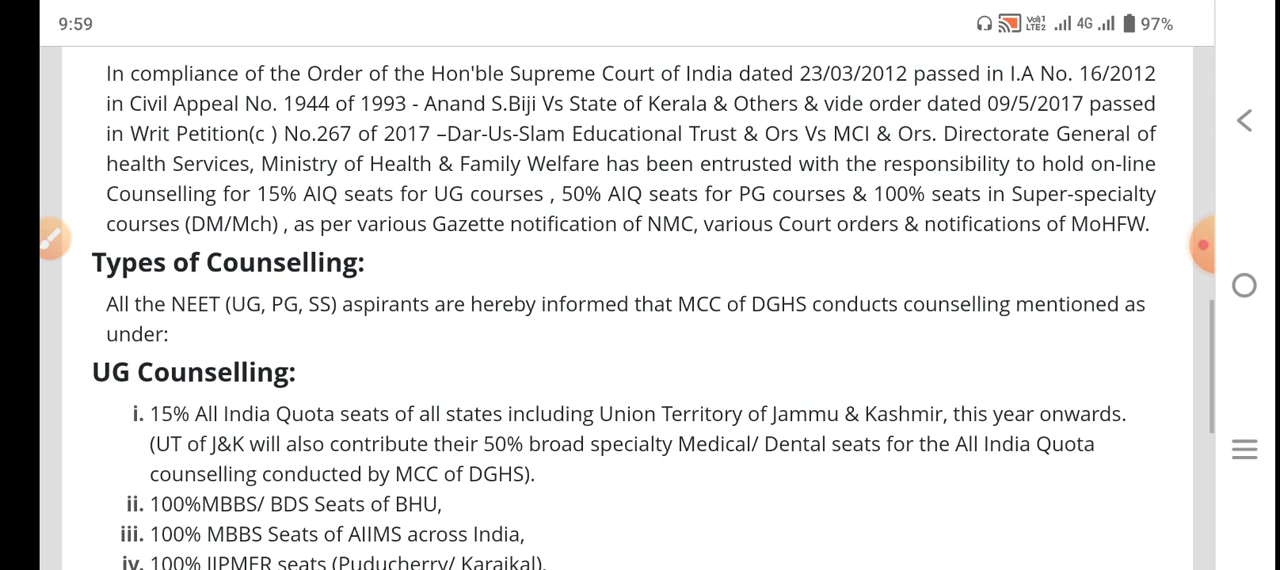 9:59
Vo)) 1
LTE2
4G
97%
In compliance of the Order of the Hon'ble Supreme Court of India dated 23/03/2012 passed in I.A No. 16/2012
in Civil Appeal No. 1944 of 1993 - Anand S.Biji Vs State of Kerala & Others & vide order dated 09/5/2017 passed
in Writ Petition(c ) No.267 of 2017 –Dar-Us-Slam Educational Trust & Ors Vs MCI & Ors. Directorate General of
health Services, Ministry of Health & Family Welfare has been entrusted with the responsibility to hold on-line
Counselling for 15% AIQ seats for UG courses , 50% AIQ seats for PG courses & 100% seats in Super-specialty
courses (DM/Mch) , as per various Gazette notification of NMC, various Court orders & notifications of MoHFW.
Types of Counselling:
All the NEET (UG, PG, SS) aspirants are hereby informed that MCC of DGHS conducts counselling mentioned as
under:
UG Counselling:
i. 15% All India Quota seats of all states including Union Territory of Jammu & Kashmir, this year onwards.
(UT of J&K will also contribute their 50% broad specialty Medical/ Dental seats for the All India Quota
counselling conducted by MCC of DGHS).
ii. 100%MBBS/ BDS Seats of BHU,
iii. 100% MBBS Seats of AIIMS across India,
iv. 100% JIPMER seats (Puducherry/ Karaikal),